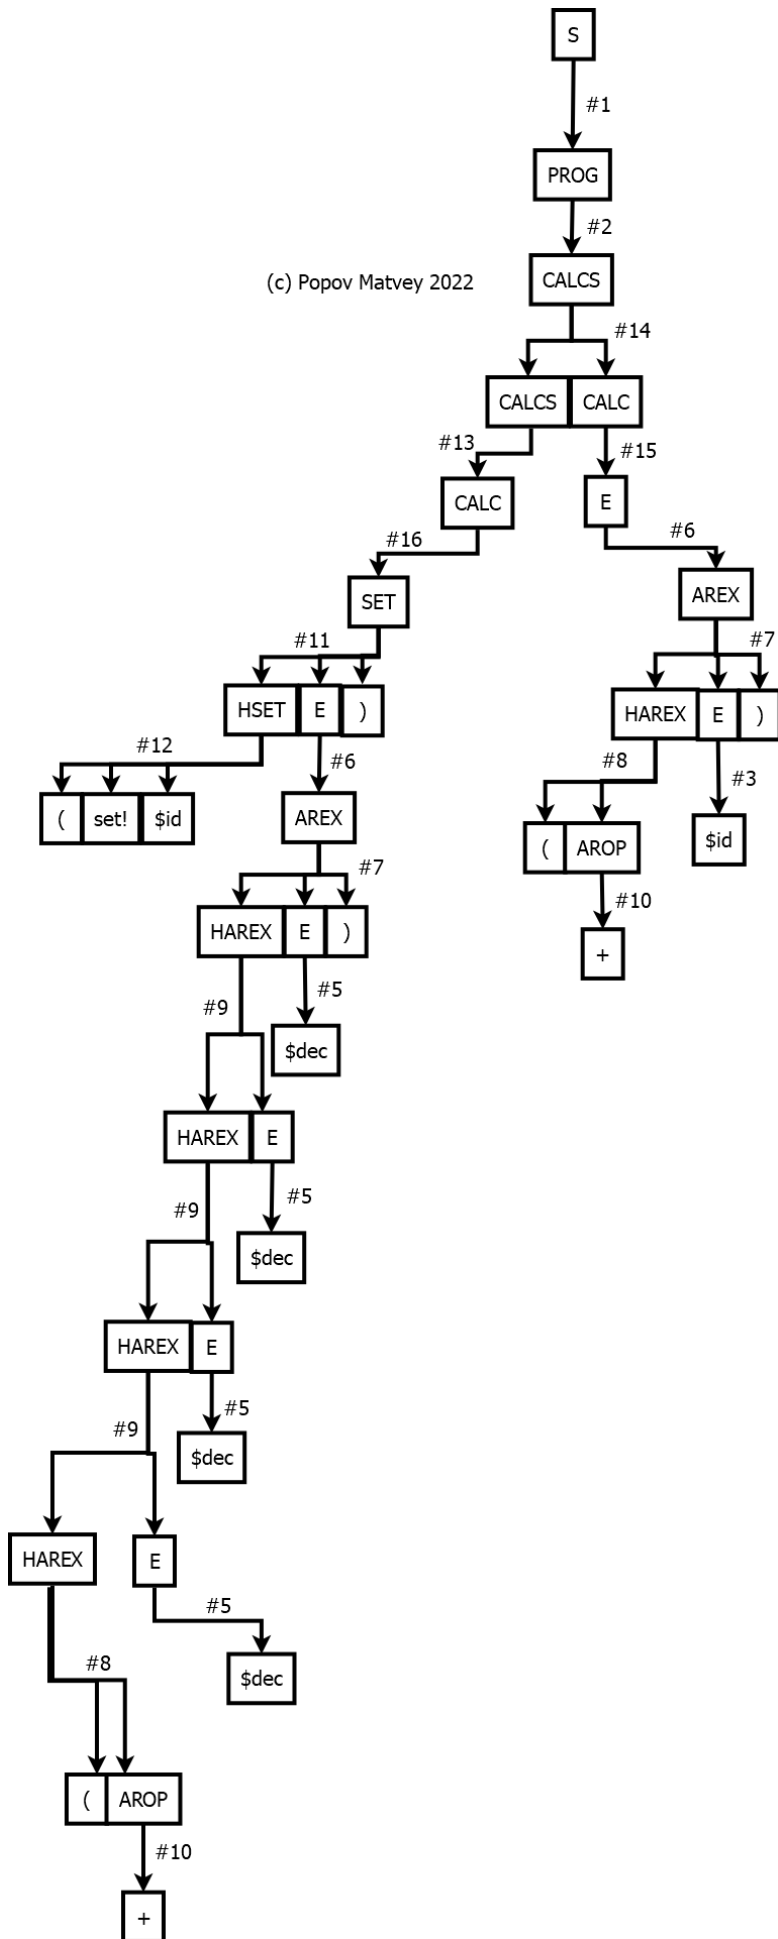 S
#1
PROG
#2
(c) Popov Matvey 2022
CALCS
#14
CALCS CALC
#13
#15
CALC
E
#16
#6
SET
AREX
#11
#7
HSET E )
HAREX E )
#12
#6
#8
#3
( set! $id
AREX
( AROP
$id
#7
#10
HAREX E )
+
#9
#5
$dec
HAREX E
#9
#5
$dec
HAREX E
#9
#5
$dec
HAREX
E
#5
#8
$dec
( AROP
#10
+